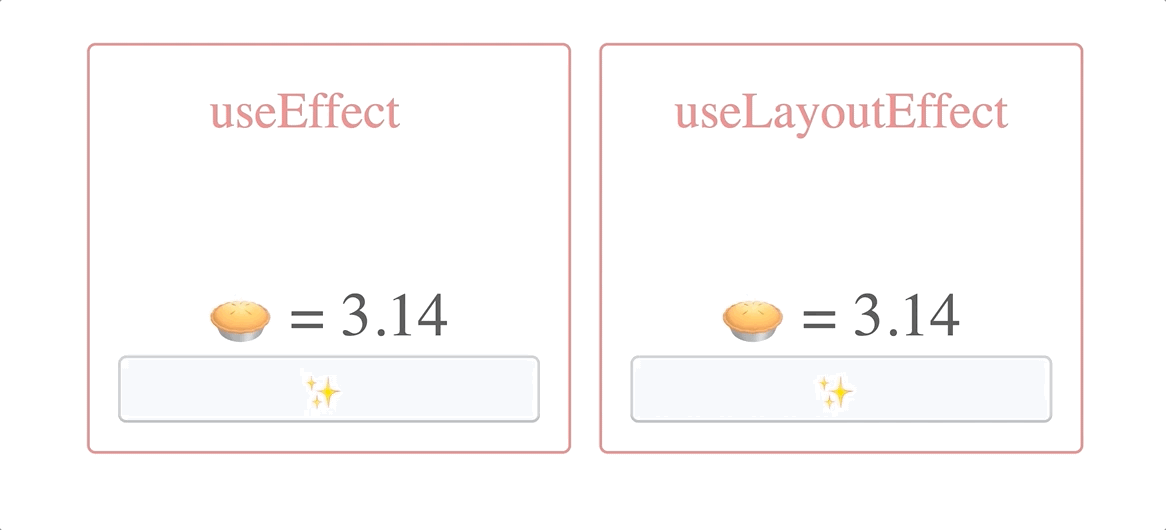 useEffect
🥧 = 3.14
✨
useLayoutEffect
🥧 = 3.14
✨